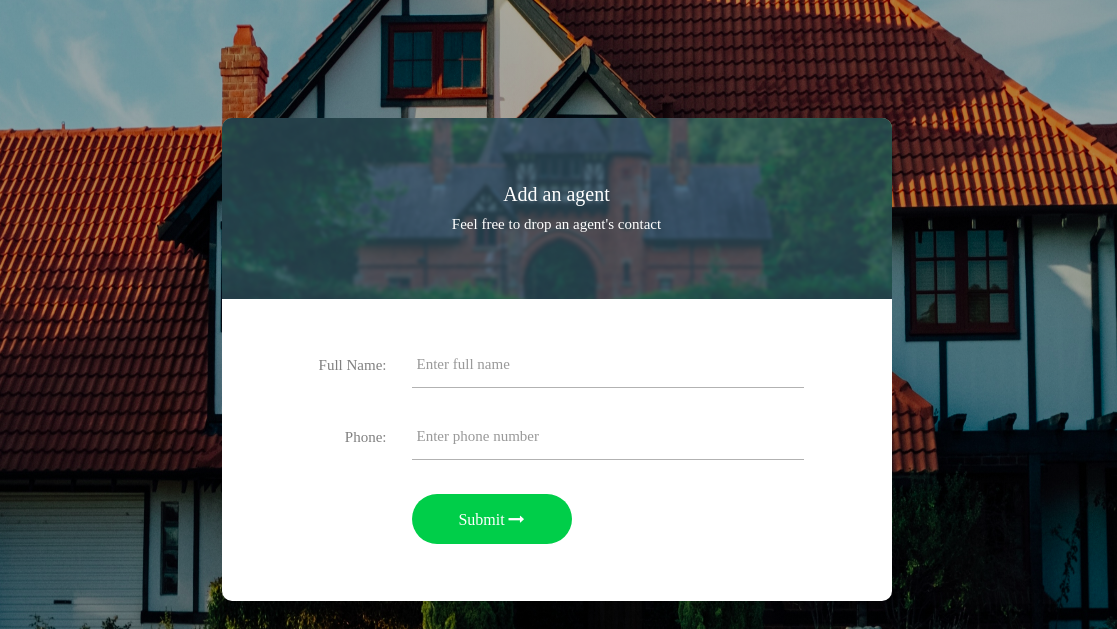 Add an agent
Feel free to drop an agent's contact
Full Name:
Enter full name
Phone:
Enter phone number
Submit